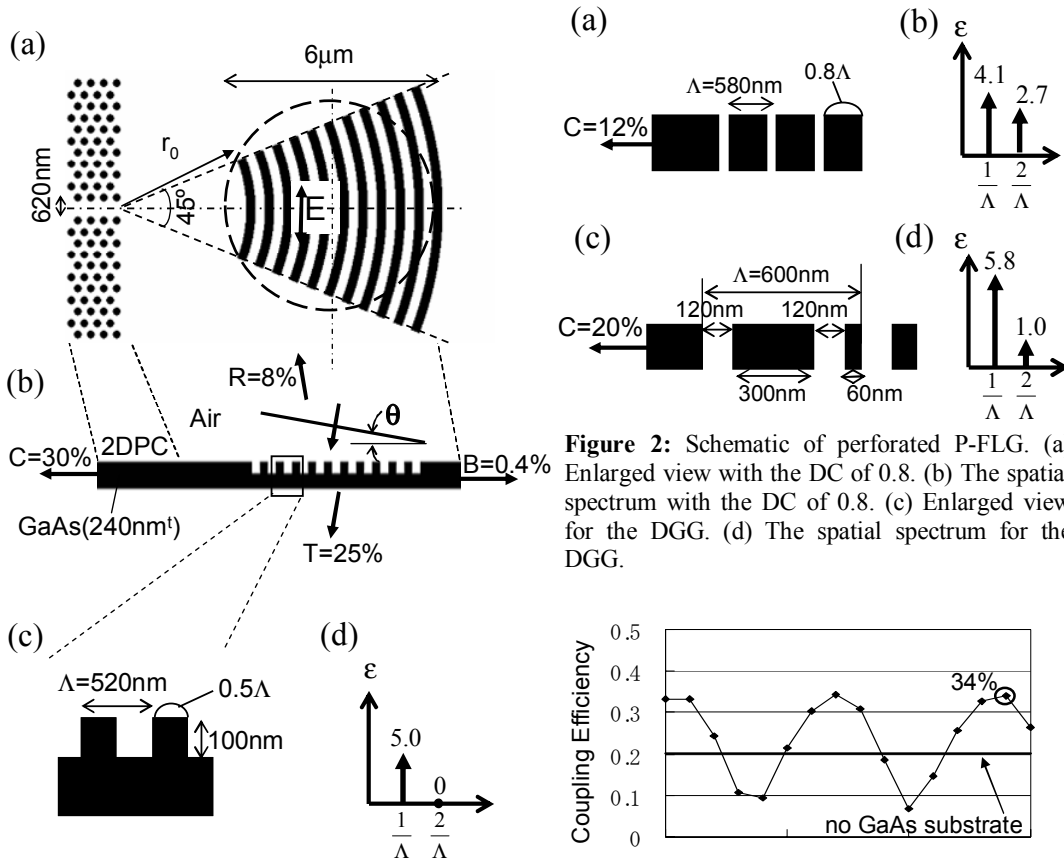 (a)
6μm
r0
620nm
45º
E
(b)
R=8%
Air
θ
C=30%
2DPC
B=0.4%
GaAs(240nmᵗ)
T=25%
(c)
Λ=520nm
0.5Λ
100nm
(d)
ε
5.0
0
1/Λ
2/Λ
(a)
Λ=580nm
0.8Λ
C=12%
(b)
ε
4.1
2.7
1/Λ
2/Λ
(c)
Λ=600nm
120nm
120nm
C=20%
300nm
60nm
(d)
ε
5.8
1.0
1/Λ
2/Λ
Figure 2: Schematic of perforated P-FLG. (a
Enlarged view with the DC of 0.8. (b) The spatia
spectrum with the DC of 0.8. (c) Enlarged view
for the DGG. (d) The spatial spectrum for the
DGG.
Coupling Efficiency
0.5
0.4
0.3
0.2
0.1
0
34%
no GaAs substrate